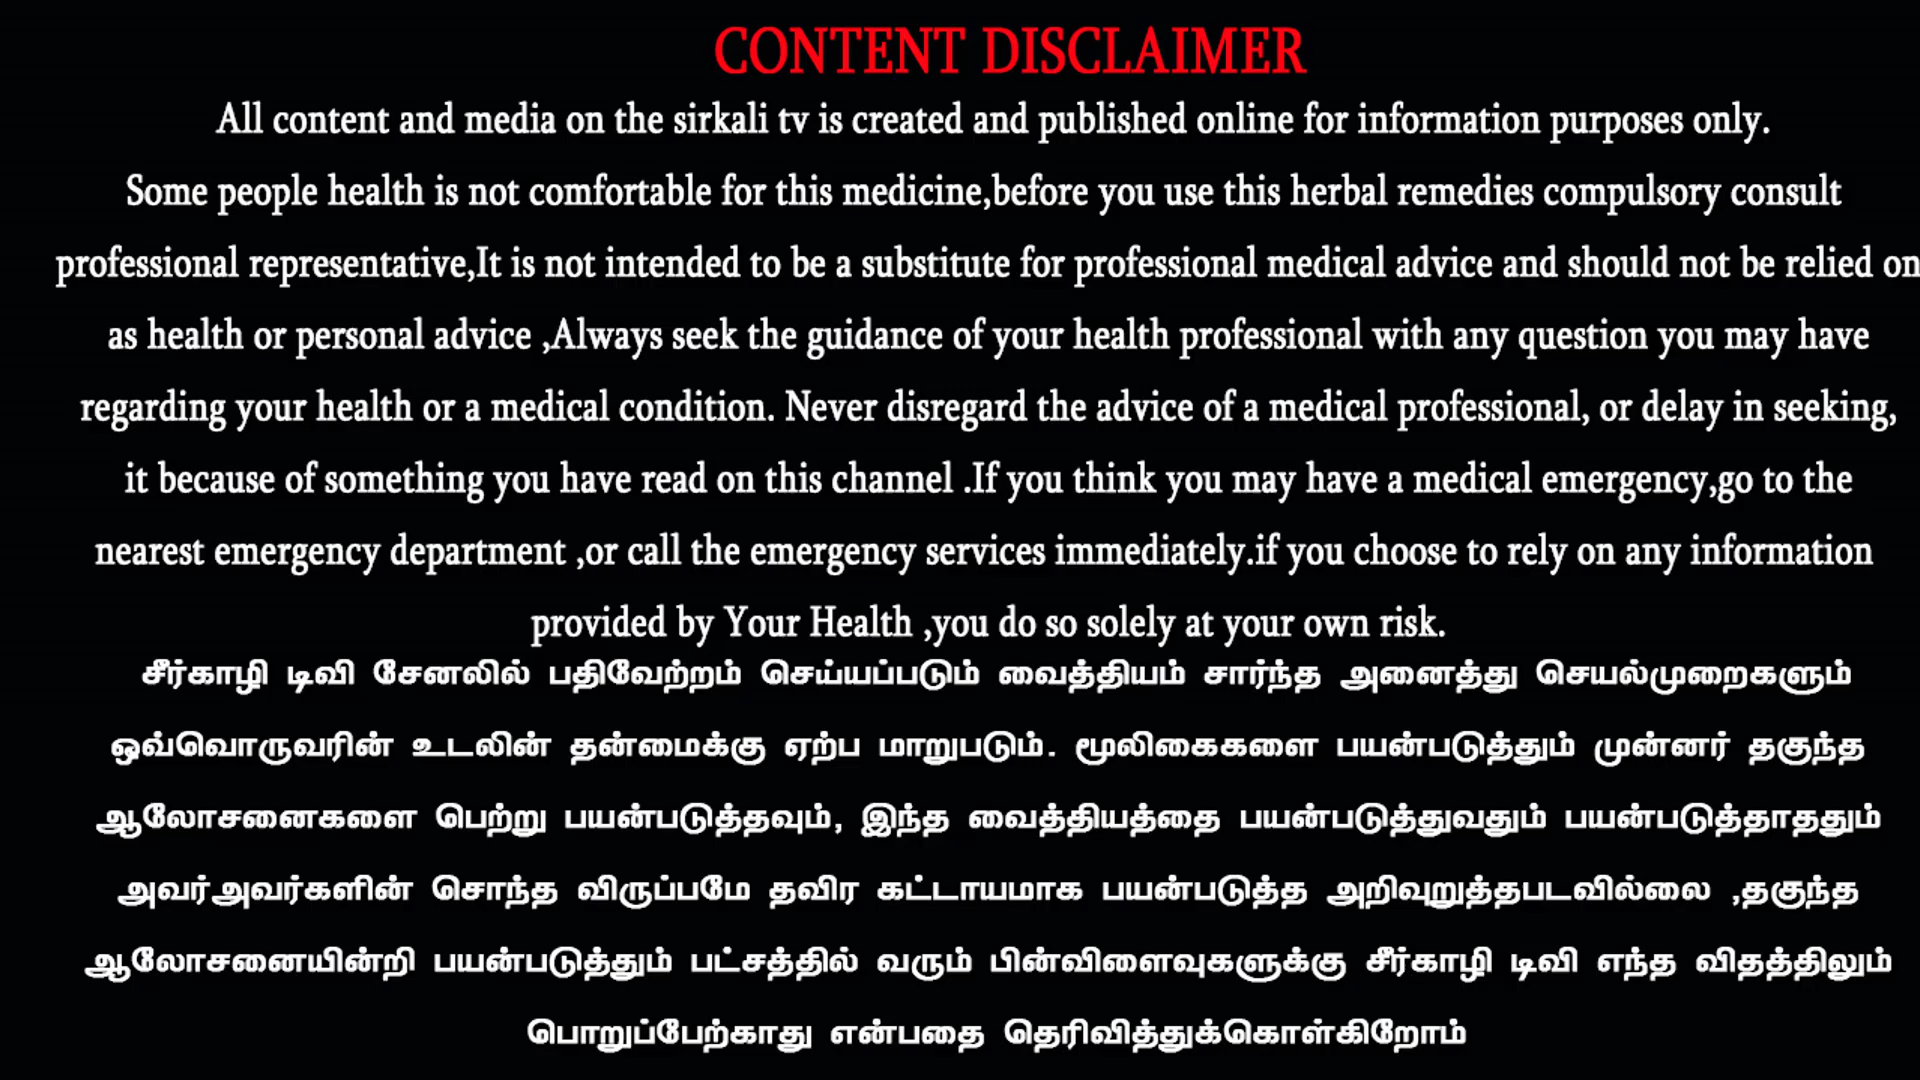 CONTENT DISCLAIMER
All content and media on the sirkali tv is created and published online for information purposes only.
Some people health is not comfortable for this medicine,before you use this herbal remedies compulsory consult
professional representative,It is not intended to be a substitute for professional medical advice and should not be relied on
as health or personal advice ,Always seek the guidance of your health professional with any question you may have
regarding your health or a medical condition. Never disregard the advice of a medical professional, or delay in seeking,
it because of something you have read on this channel .If you think you may have a medical emergency,go to the
nearest emergency department ,or call the emergency services immediately.if you choose to rely on any information
provided by Your Health ,you do so solely at your own risk.
சீர்காழி டிவி சேனலில் பதிவேற்றம் செய்யப்படும் வைத்தியம் சார்ந்த அனைத்து செயல்முறைகளும்
ஒவ்வொருவரின் உடலின் தன்மைக்கு ஏற்ப மாறுபடும். மூலிகைகளை பயன்படுத்தும் முன்னர் தகுந்த
ஆலோசனைகளை பெற்று பயன்படுத்தவும், இந்த வைத்தியத்தை பயன்படுத்துவதும் பயன்படுத்தாததும்
அவர்அவர்களின் சொந்த விருப்பமே தவிர கட்டாயமாக பயன்படுத்த அறிவுறுத்தபடவில்லை ,தகுந்த
ஆலோசனையின்றி பயன்படுத்தும் பட்சத்தில் வரும் பின்விளைவுகளுக்கு சீர்காழி டிவி எந்த விதத்திலும்
பொறுப்பேற்காது என்பதை தெரிவித்துக்கொள்கிறோம்